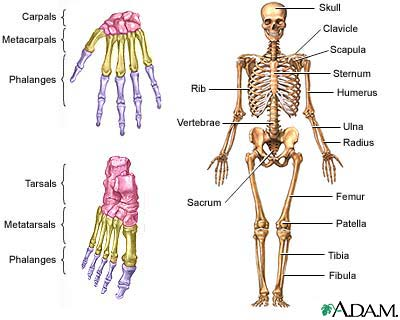 Carpals
Metacarpals
Phalanges
Tarsals
Metatarsals
Phalanges
Skull
Clavicle
Scapula
Sternum
Rib
Humerus
Vertebrae
Ulna
Radius
Sacrum
Femur
Patella
Tibia
Fibula
ADAM.